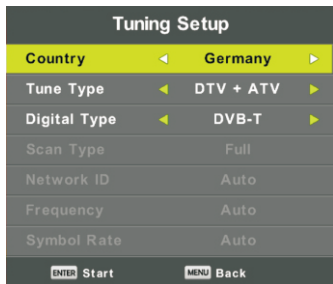 Tuning Setup
Country Germany
Tune Type DTV + ATV
Digital Type DVB-T
Scan Type Full
Network ID Auto
Frequency Auto
Symbol Rate Auto
ENTER Start MENU Back